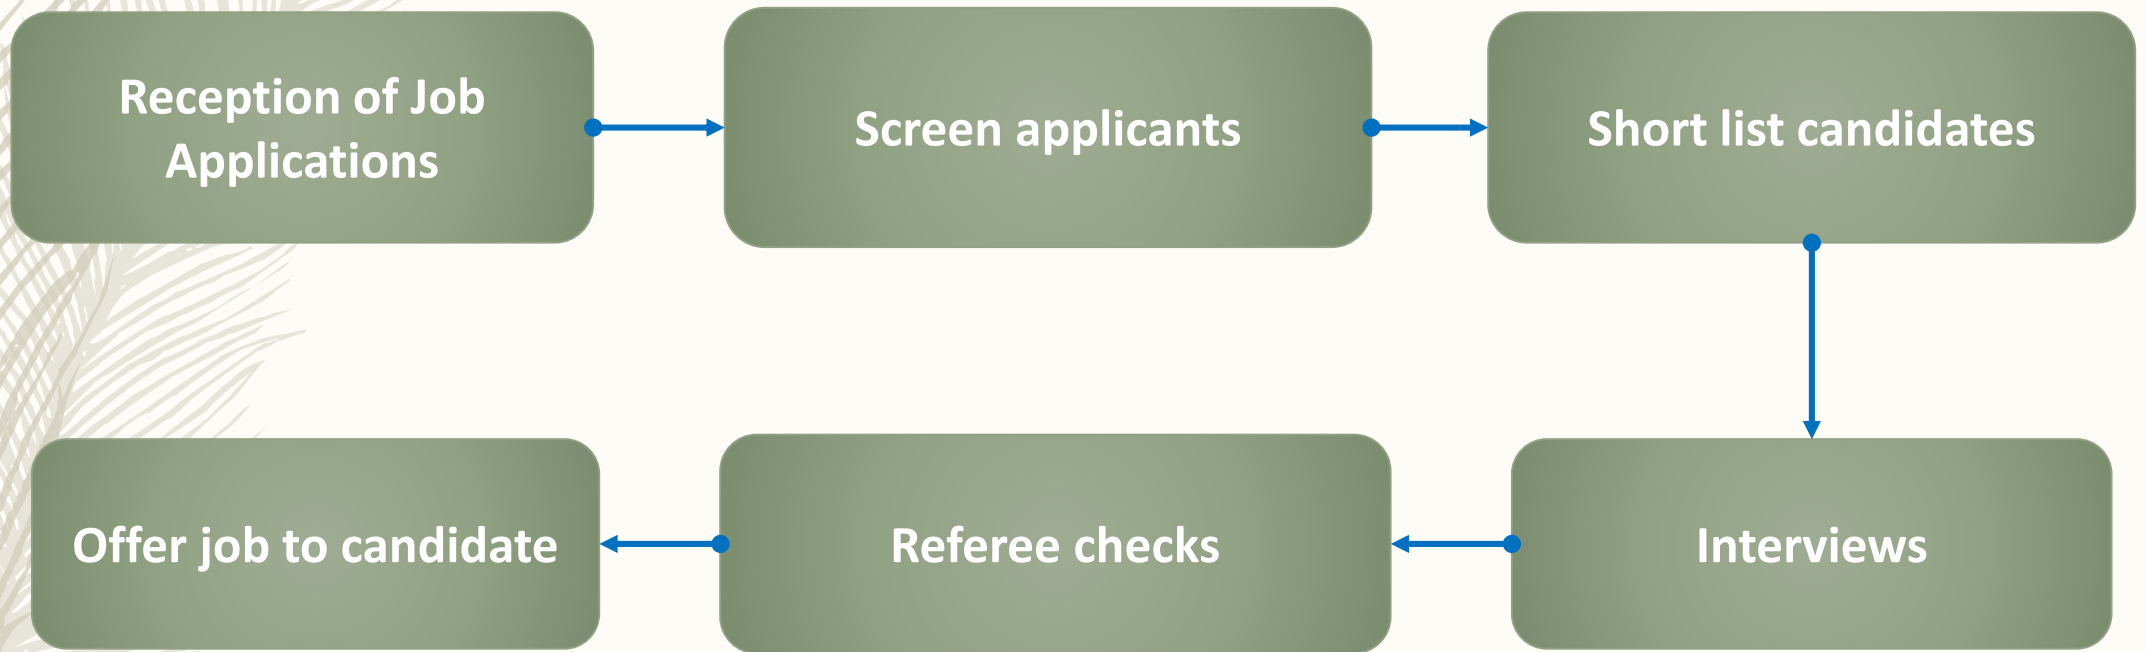 Reception of Job
Applications
Screen applicants
Short list candidates
Interviews
Referee checks
Offer job to candidate